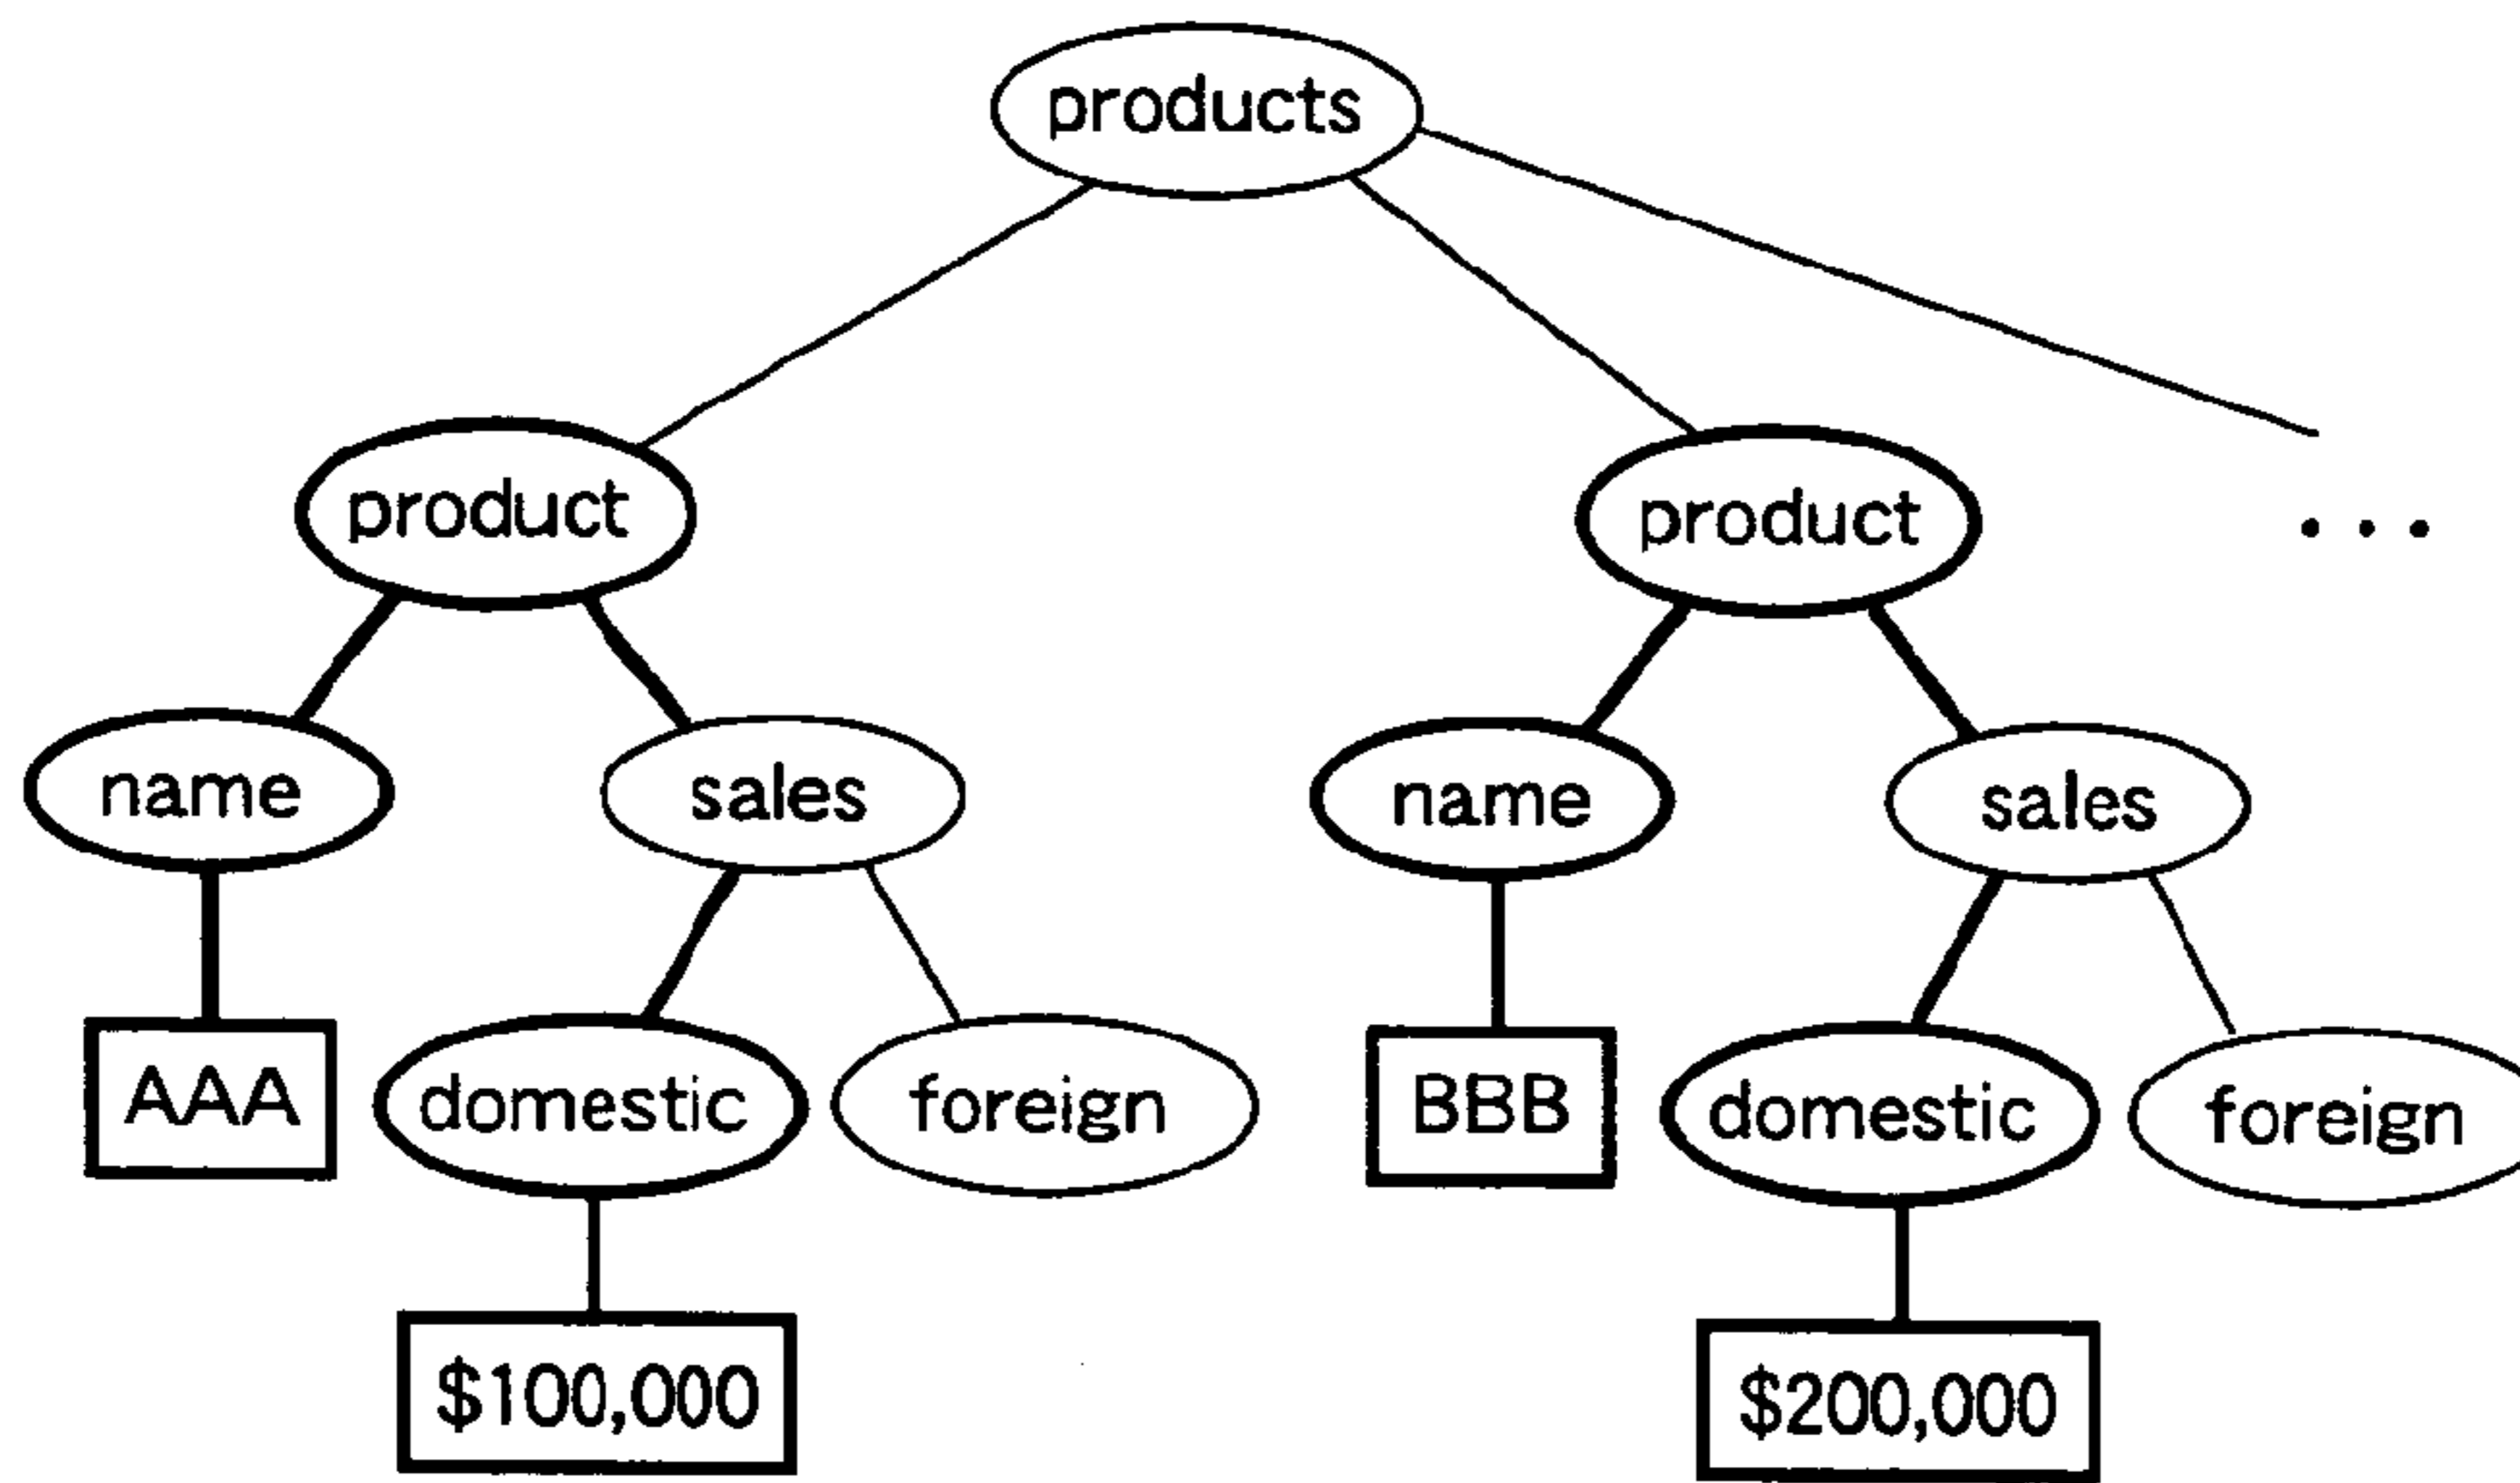 products
product
product
...
name
sales
name
sales
AAA
domestic
foreign
BBB
domestic
foreign
$100,000
$200,000